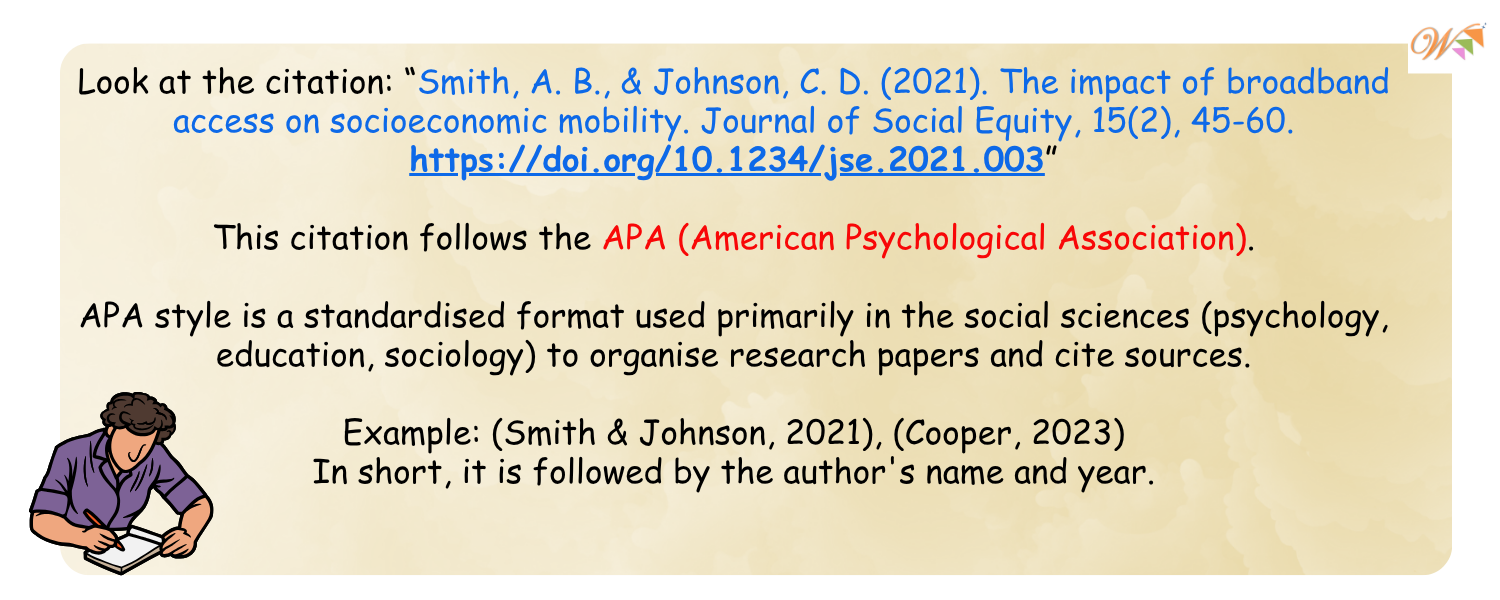 Look at the citation: “Smith, A. B., & Johnson, C. D. (2021). The impact of broadband
access on socioeconomic mobility. Journal of Social Equity, 15(2), 45-60.
https://doi.org/10.1234/jse.2021.003”
This citation follows the APA (American Psychological Association).
APA style is a standardised format used primarily in the social sciences (psychology,
education, sociology) to organise research papers and cite sources.
Example: (Smith & Johnson, 2021), (Cooper, 2023)
In short, it is followed by the author's name and year.
W